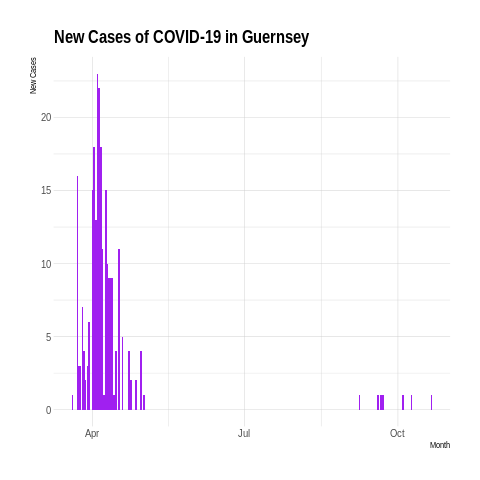 New Cases of COVID-19 in Guernsey
New Cases
20
15
10
5
0
Apr
Jul
Oct
Month